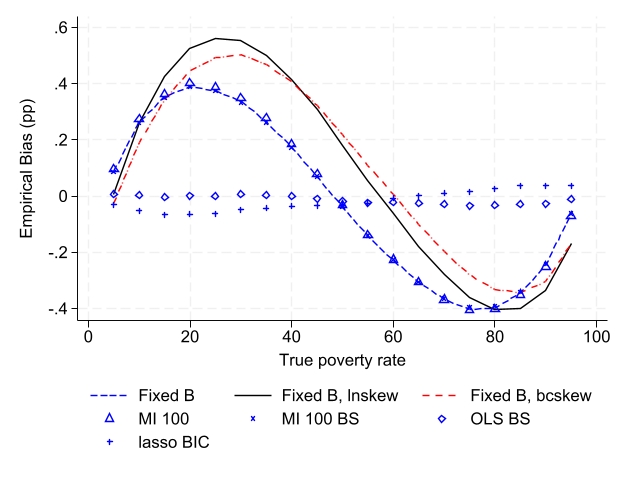 .6
.4
.2
0
-.2
-.4
Empirical Bias (pp)
0 20 40 60 80 100
True poverty rate
Fixed B Fixed B, lnskew Fixed B, bcskew
MI 100 MI 100 BS OLS BS
lasso BIC